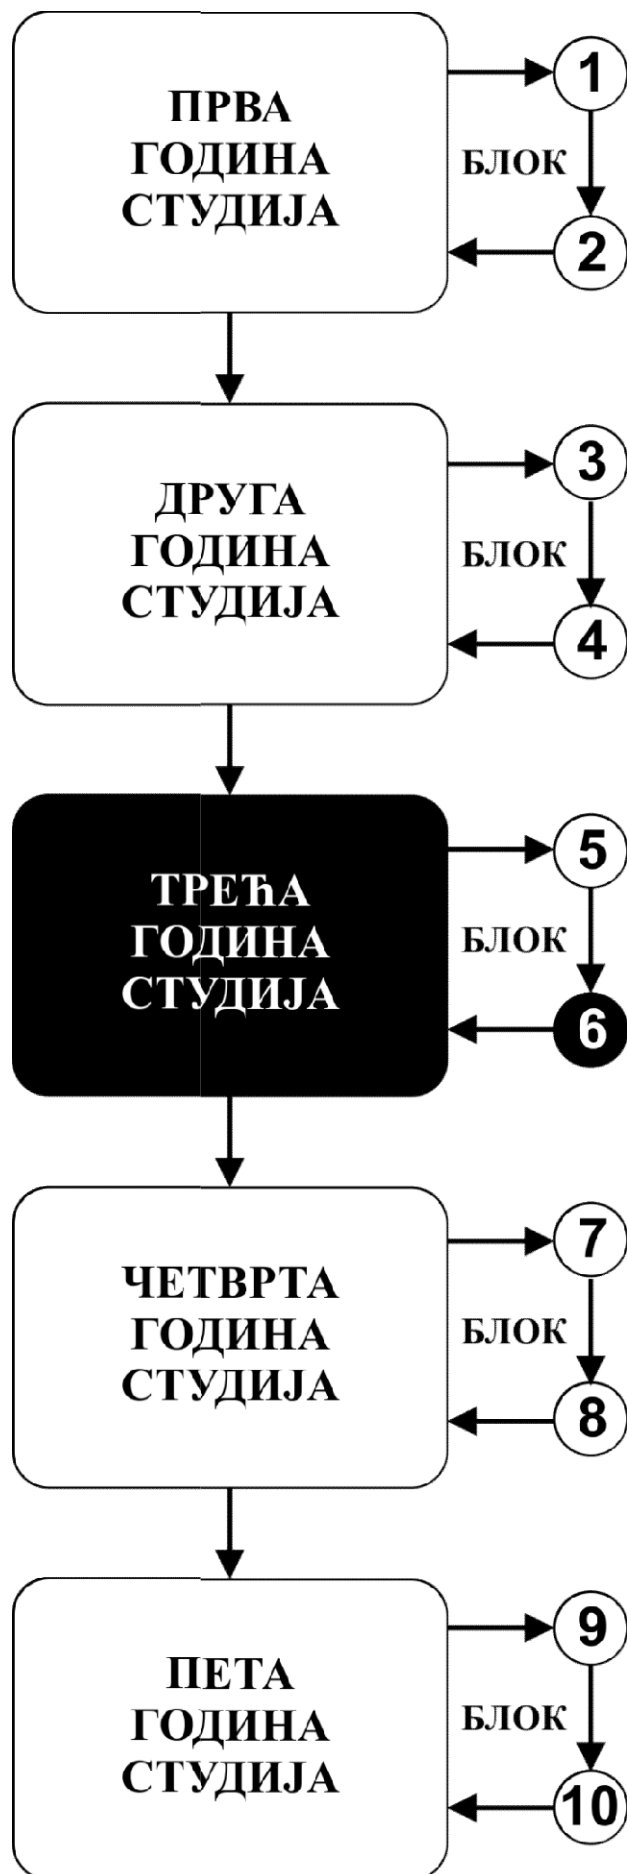 ПРВА
ГОДИНА
СТУДИЈА
1
БЛОК
2
ДРУГА
ГОДИНА
СТУДИЈА
3
БЛОК
4
ТРЕЋА
ГОДИНА
СТУДИЈА
5
БЛОК
6
ЧЕТВРТА
ГОДИНА
СТУДИЈА
7
БЛОК
8
ПЕТА
ГОДИНА
СТУДИЈА
9
БЛОК
10